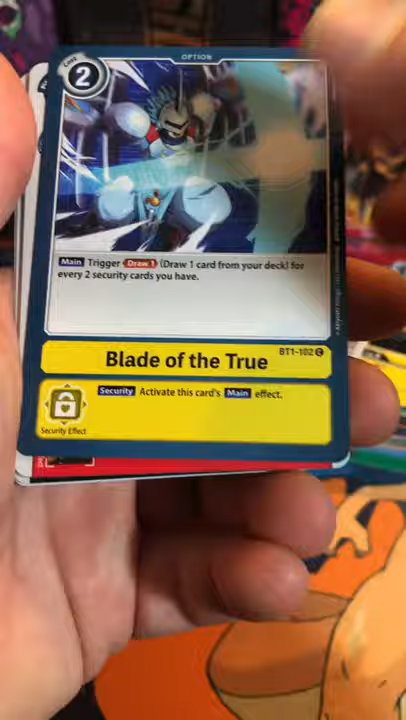 OPTION
Cost
2
Main Trigger Draw 1 (Draw 1 card from your deck) for
every 2 security cards you have.
BT1-102 C
Blade of the True
Security Activate this card's Main effect.
Security Effect